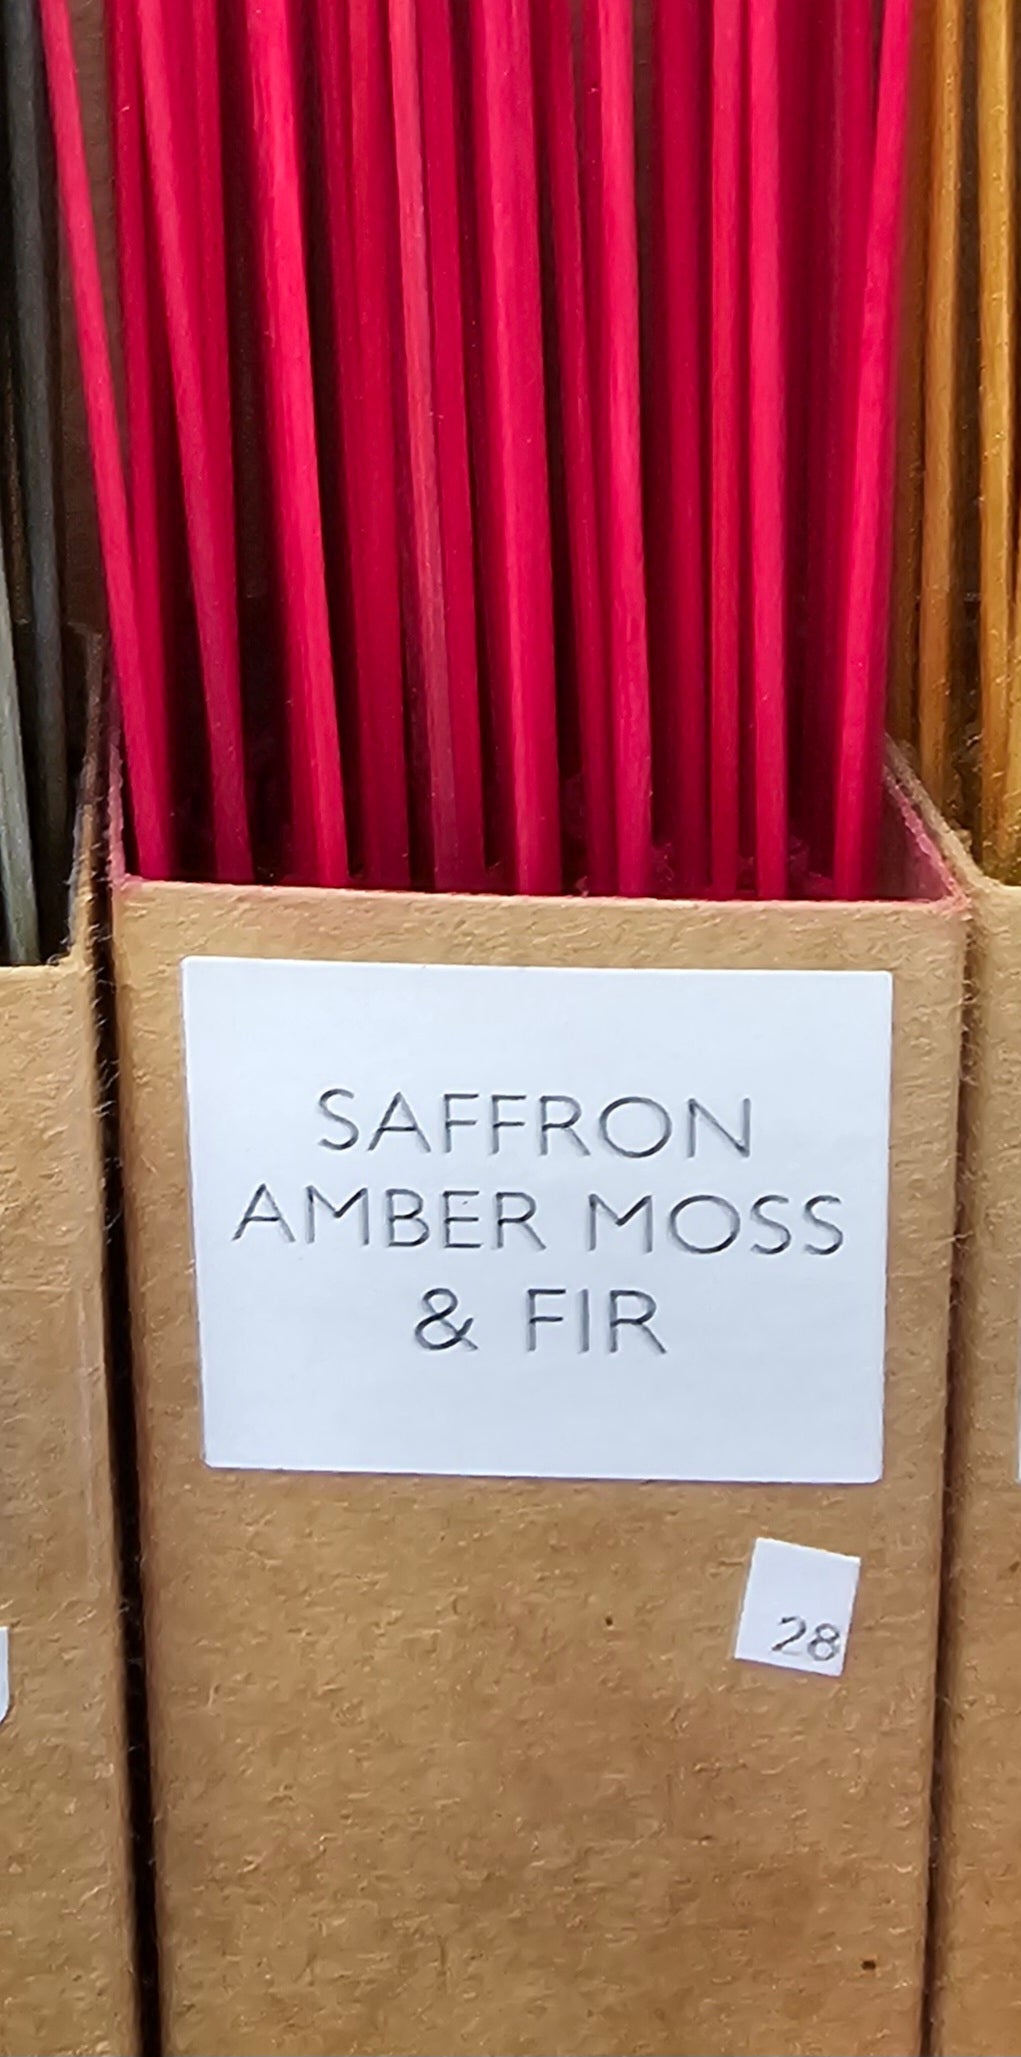 SAFFRON
AMBER MOSS
& FIR
28